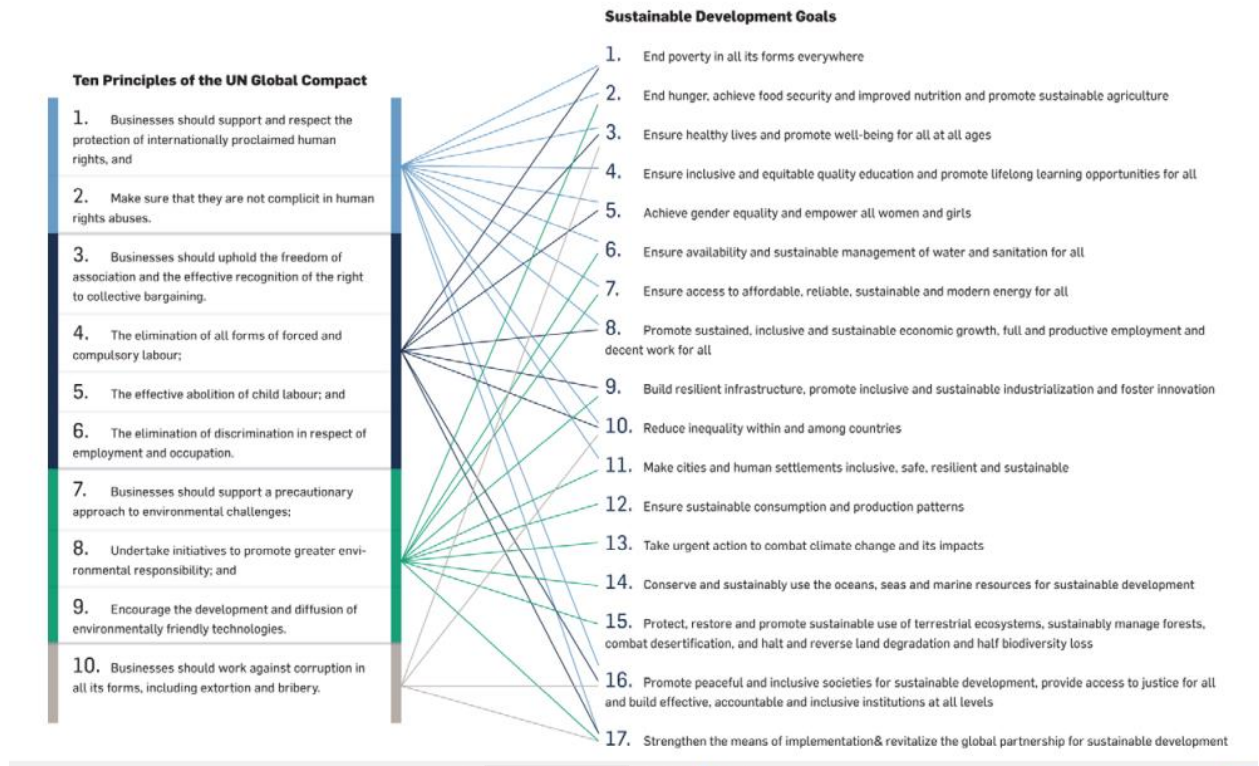 Ten Principles of the UN Global Compact
1. Businesses should support and respect the
protection of internationally proclaimed human
rights, and
2. Make sure that they are not complicit in human
rights abuses.
3. Businesses should uphold the freedom of
association and the effective recognition of the right
to collective bargaining.
4. The elimination of all forms of forced and
compulsory labour;
5. The effective abolition of child labour; and
6. The elimination of discrimination in respect of
employment and occupation.
7. Businesses should support a precautionary
approach to environmental challenges;
8. Undertake initiatives to promote greater envi-
ronmental responsibility; and
9. Encourage the development and diffusion of
environmentally friendly technologies.
10. Businesses should work against corruption in
all its forms, including extortion and bribery.
Sustainable Development Goals
1. End poverty in all its forms everywhere
2. End hunger, achieve food security and improved nutrition and promote sustainable agriculture
3. Ensure healthy lives and promote well-being for all at all ages
4. Ensure inclusive and equitable quality education and promote lifelong learning opportunities for all
5. Achieve gender equality and empower all women and girls
6. Ensure availability and sustainable management of water and sanitation for all
7. Ensure access to affordable, reliable, sustainable and modern energy for all
8. Promote sustained, inclusive and sustainable economic growth, full and productive employment and
decent work for all
9. Build resilient infrastructure, promote inclusive and sustainable industrialization and foster innovation
10. Reduce inequality within and among countries
11. Make cities and human settlements inclusive, safe, resilient and sustainable
12. Ensure sustainable consumption and production patterns
13. Take urgent action to combat climate change and its impacts
14. Conserve and sustainably use the oceans, seas and marine resources for sustainable development
15. Protect, restore and promote sustainable use of terrestrial ecosystems, sustainably manage forests,
combat desertification, and halt and reverse land degradation and half biodiversity loss
16. Promote peaceful and inclusive societies for sustainable development, provide access to justice for all
and build effective, accountable and inclusive institutions at all levels
17. Strengthen the means of implementation& revitalize the global partnership for sustainable development